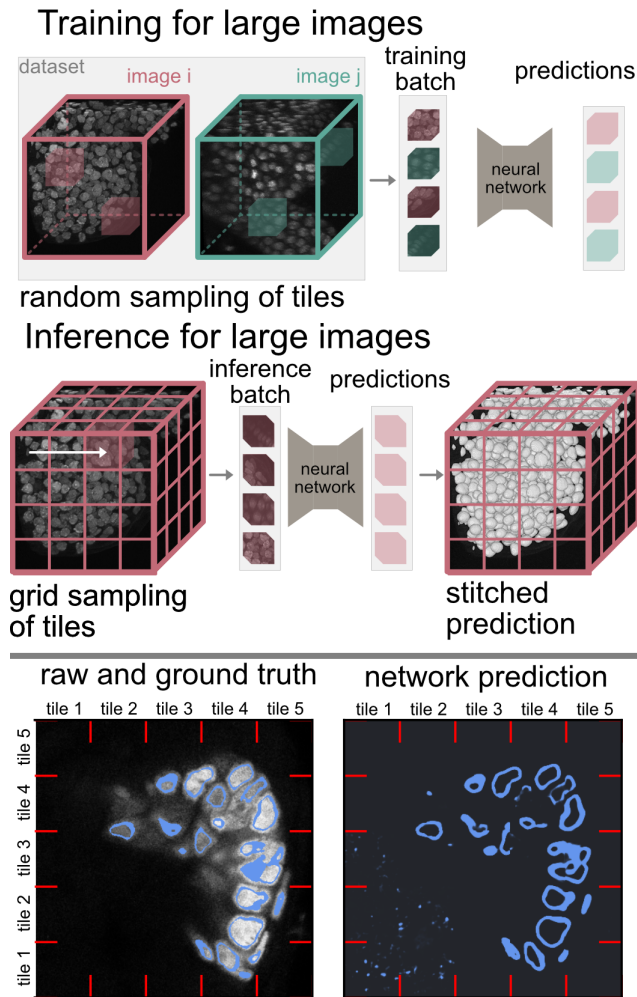 Training for large images
dataset
image i
image j
training
batch
predictions
neural
network
random sampling of tiles
Inference for large images
inference
batch
predictions
neural
network
grid sampling
of tiles
stitched
prediction
raw and ground truth
network prediction
tile 1 tile 2 tile 3 tile 4 tile 5
tile 1 tile 2 tile 3 tile 4 tile 5
tile 5
tile 4
tile 3
tile 2
tile 1